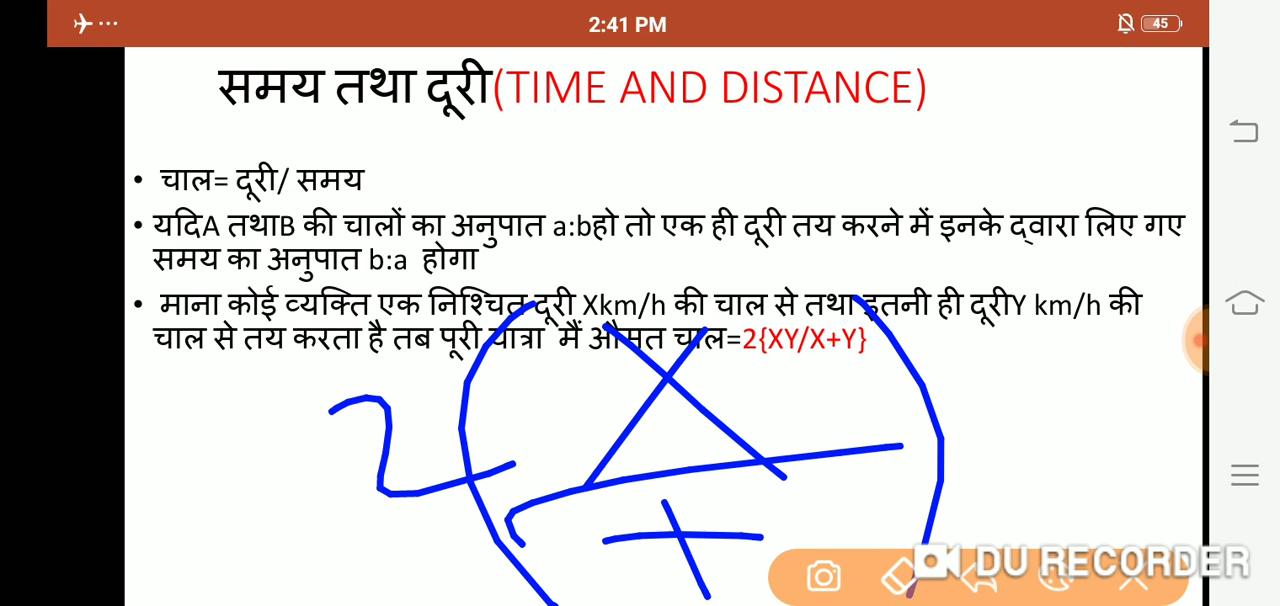 2:41 PM
45
समय तथा दूरी(TIME AND DISTANCE)
• चाल= दूरी/ समय
• यदिA तथाB की चालों का अनुपात a:bहो तो एक ही दूरी तय करने में इनके द्वारा लिए गए
समय का अनुपात b:a होगा
• माना कोई व्यक्ति एक निश्चित दूरी Xkm/h की चाल से तथा इतनी ही दूरीY km/h की
चाल से तय करता है तब पूरी यात्रा मैं औसत चाल=2{XY/X+Y}
2 ( X
+
DU RECORDER